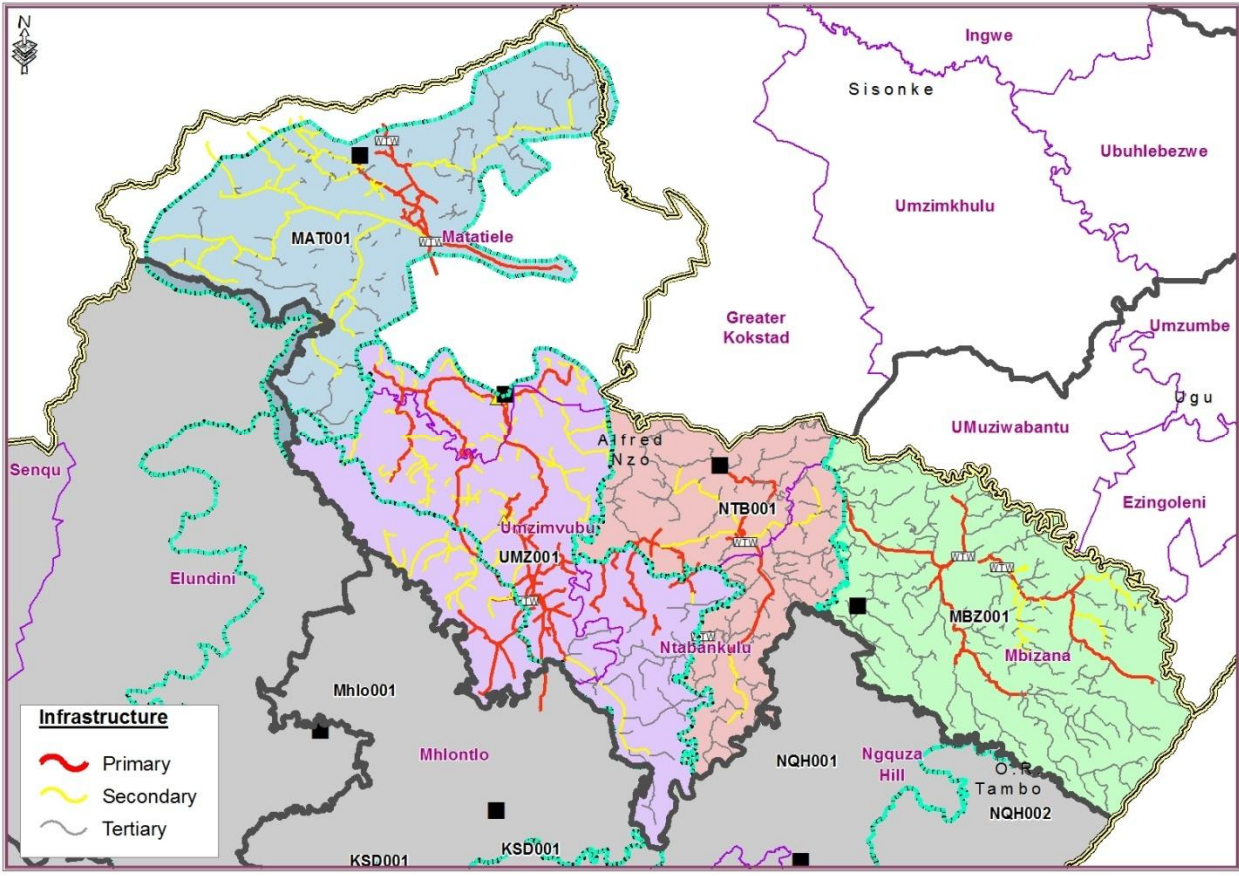 N
Ingwe
Sisonke
Ubuhlebezwe
Umzimkhulu
WTW
MAT001
WTW
Matatiele
Greater
Kokstad
Umzumbe
Ugu
UMuziwabantu
Alfred
Nzo
Senqu
Ezingoleni
NTB001
Umzimvubu
WTW
UMZ001
WTW
WTW
Elundini
WTW
MBZ001
WTW
Ntabankulu
Mbizana
Mhlo001
Infrastructure
Primary
Secondary
Tertiary
Mhlontlo
NQH001
Ngquza
Hill
O.R.
Tambo
NQH002
KSD001
KSD001